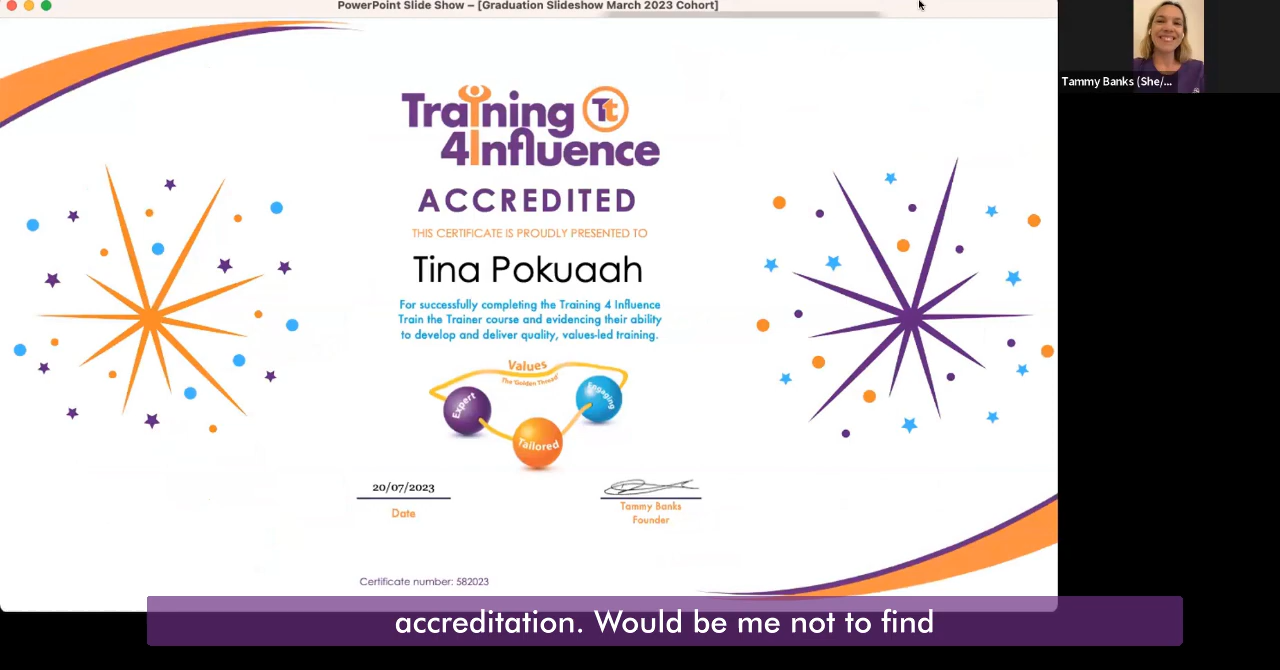 PowerPoint Slide Show – [Graduation Slideshow March 2023 Cohort]
Tammy Banks (She/...
Training Tt
4Influence
ACCREDITED
THIS CERTIFICATE IS PROUDLY PRESENTED TO
Tina Pokuaah
For successfully completing the Training 4 Influence
Train the Trainer course and evidencing their ability
to develop and deliver quality, values-led training.
Values
The 'Golden Thread'
Expert
Engaging
Tailored
20/07/2023
Date
Tammy Banks
Founder
Certificate number: 582023
accreditation. Would be me not to find